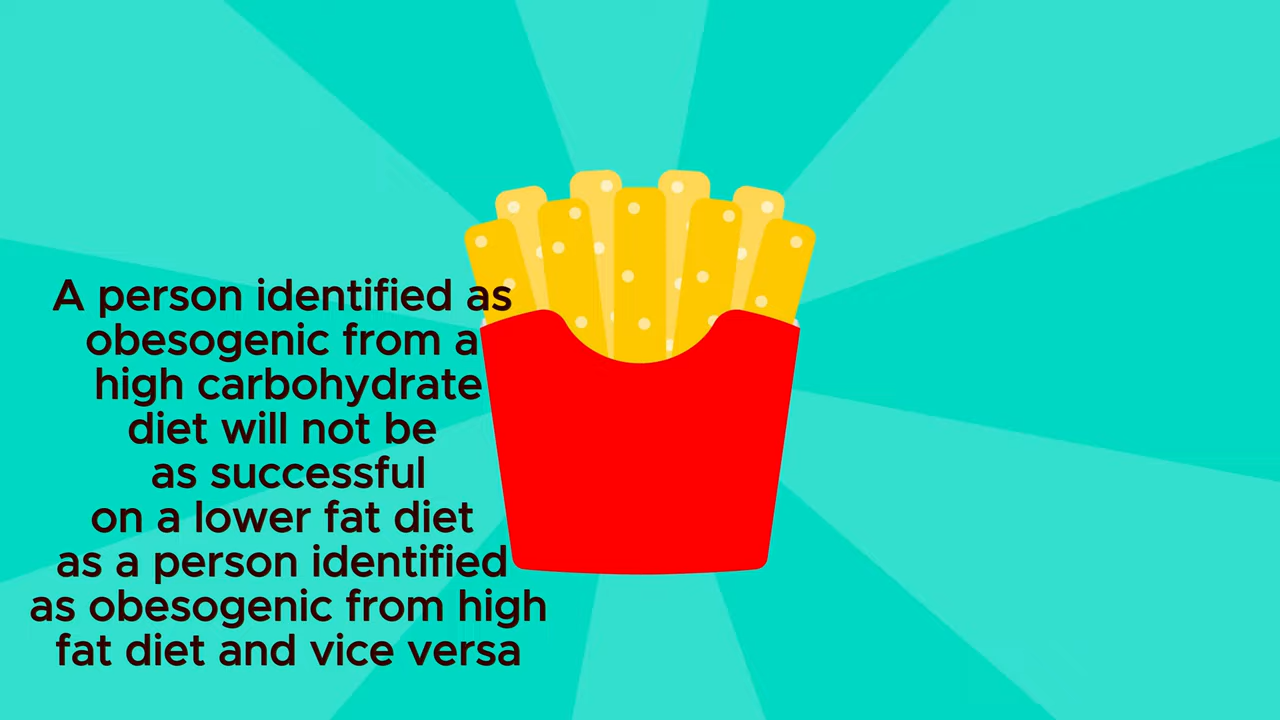 A person identified as
obesogenic from a
high carbohydrate
diet will not be
as successful
on a lower fat diet
as a person identified
as obesogenic from high
fat diet and vice versa